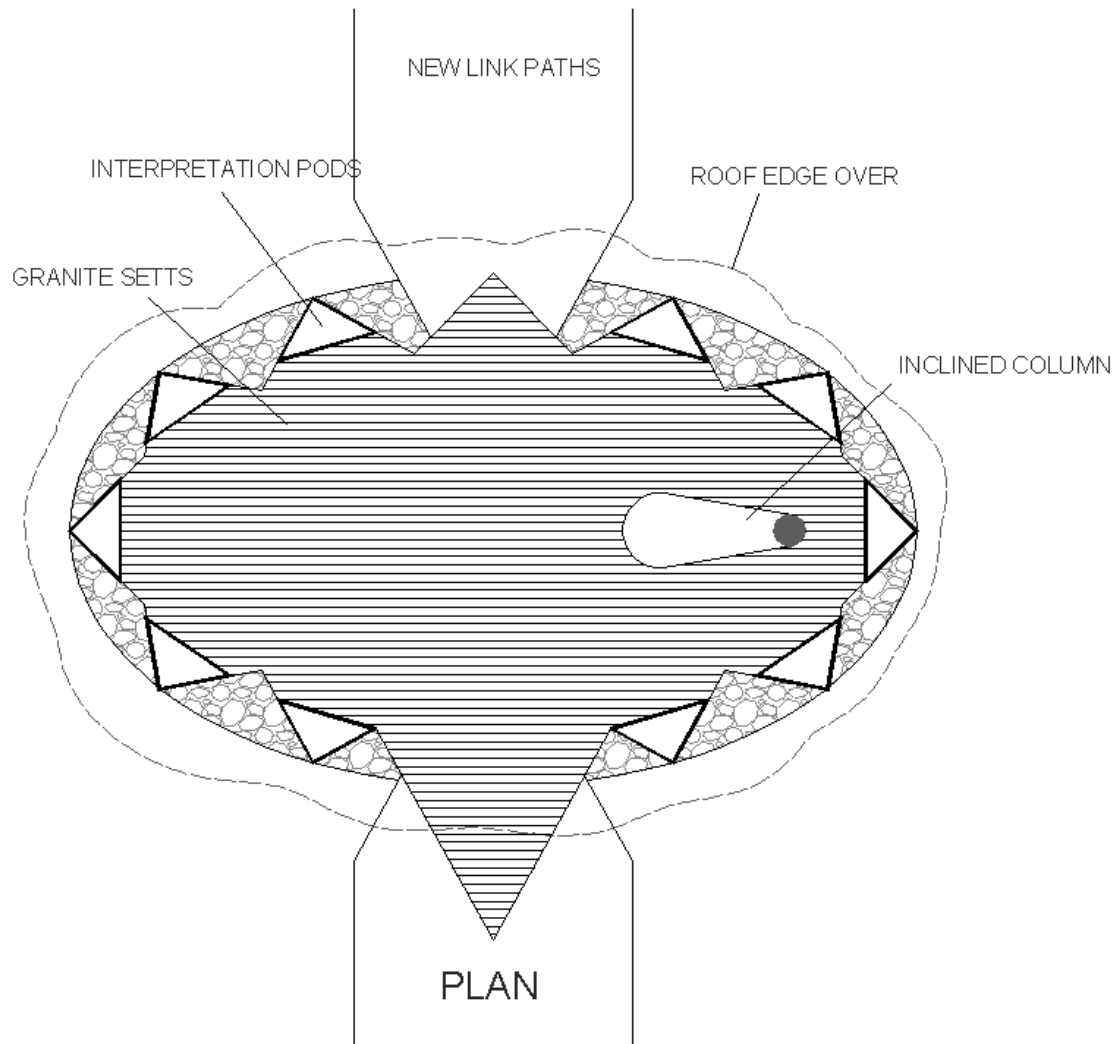 NEW LINK PATHS
INTERPRETATION PODS
ROOF EDGE OVER
GRANITE SETTS
INCLINED COLUMN
PLAN